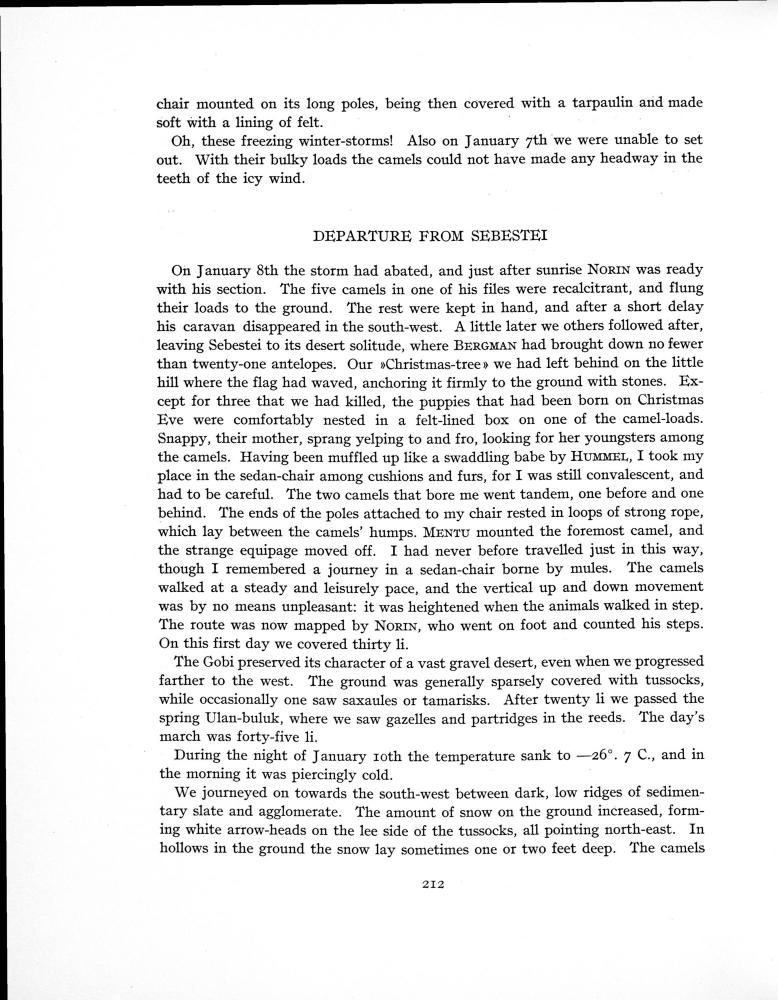 chair mounted on its long poles, being then covered with a tarpaulin and made
soft with a lining of felt.
Oh, these freezing winter-storms! Also on January 7th we were unable to set
out. With their bulky loads the camels could not have made any headway in the
teeth of the icy wind.
DEPARTURE FROM SEBESTEI
On January 8th the storm had abated, and just after sunrise NORIN was ready
with his section. The five camels in one of his files were recalcitrant, and flung
their loads to the ground. The rest were kept in hand, and after a short delay
his caravan disappeared in the south-west. A little later we others followed after,
leaving Sebestei to its desert solitude, where BERGMAN had brought down no fewer
than twenty-one antelopes. Our »Christmas-tree» we had left behind on the little
hill where the flag had waved, anchoring it firmly to the ground with stones. Ex-
cept for three that we had killed, the puppies that had been born on Christmas
Eve were comfortably nested in a felt-lined box on one of the camel-loads.
Snappy, their mother, sprang yelping to and fro, looking for her youngsters among
the camels. Having been muffled up like a swaddling babe by HUMMEL, I took my
place in the sedan-chair among cushions and furs, for I was still convalescent, and
had to be careful. The two camels that bore me went tandem, one before and one
behind. The ends of the poles attached to my chair rested in loops of strong rope,
which lay between the camels' humps. MENTU mounted the foremost camel, and
the strange equipage moved off. I had never before travelled just in this way,
though I remembered a journey in a sedan-chair borne by mules. The camels
walked at a steady and leisurely pace, and the vertical up and down movement
was by no means unpleasant: it was heightened when the animals walked in step.
The route was now mapped by NORIN, who went on foot and counted his steps.
On this first day we covered thirty li.
The Gobi preserved its character of a vast gravel desert, even when we progressed
farther to the west. The ground was generally sparsely covered with tussocks,
while occasionally one saw saxaules or tamarisks. After twenty li we passed the
spring Ulan-buluk, where we saw gazelles and partridges in the reeds. The day's
march was forty-five li.
During the night of January 10th the temperature sank to —26°. 7 C., and in
the morning it was piercingly cold.
We journeyed on towards the south-west between dark, low ridges of sedimen-
tary slate and agglomerate. The amount of snow on the ground increased, form-
ing white arrow-heads on the lee side of the tussocks, all pointing north-east. In
hollows in the ground the snow lay sometimes one or two feet deep. The camels
212